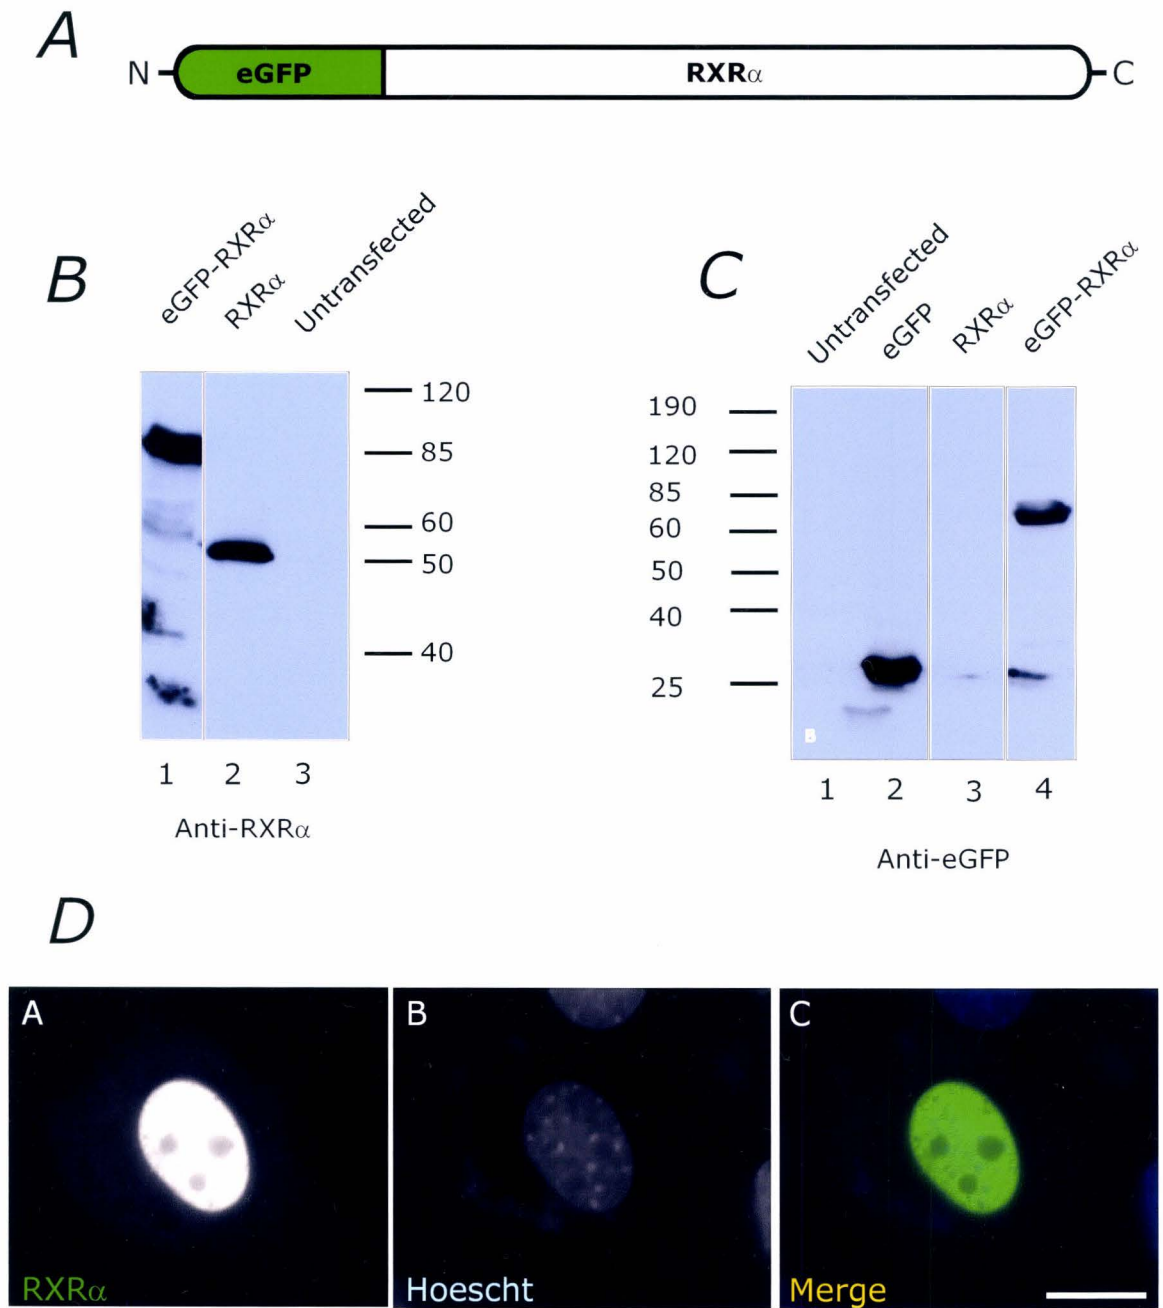 A
N eGFP RXRα C
B
eGFP-RXRα
RXRα
Untransfected
120
85
60
50
40
1 2 3
Anti-RXRα
C
Untransfected
eGFP
RXRα
eGFP-RXRα
190
120
85
60
50
40
25
B
1 2 3 4
Anti-eGFP
D
A
RXRα
B
Hoescht
C
Merge